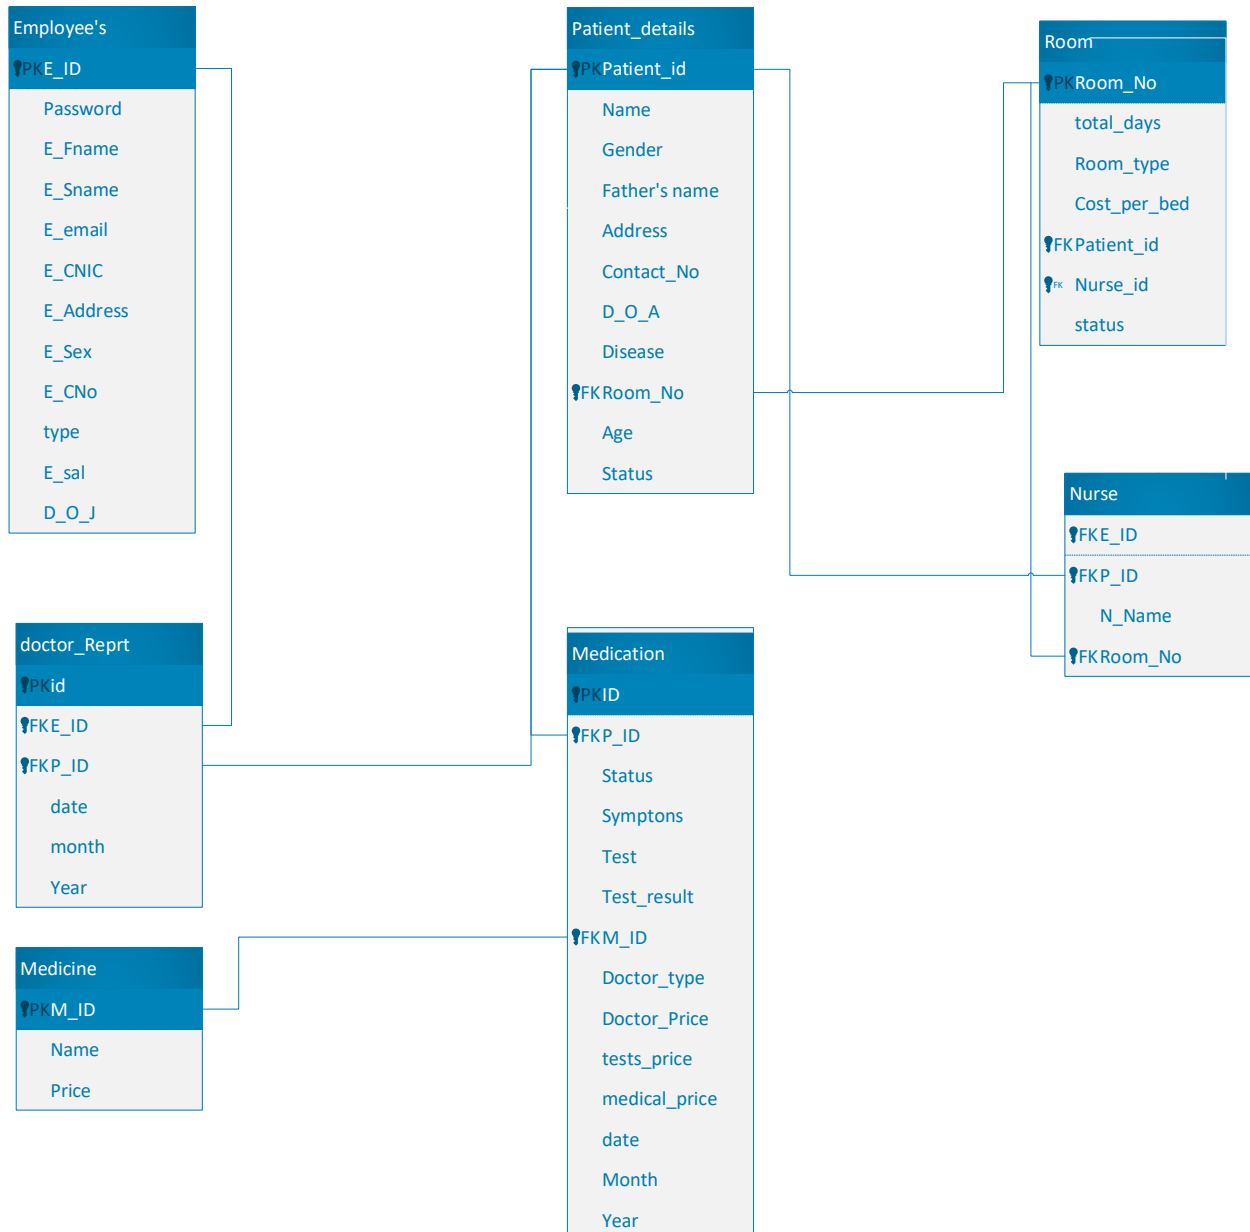 Employee's
PK E_ID
Password
E_Fname
E_Sname
E_email
E_CNIC
E_Address
E_Sex
E_CNo
type
E_sal
D_O_J
Patient_details
PK Patient_id
Name
Gender
Father's name
Address
Contact_No
D_O_A
Disease
FK Room_No
Age
Status
Room
PK Room_No
total_days
Room_type
Cost_per_bed
FK Patient_id
FK Nurse_id
status
Nurse
FK E_ID
FK P_ID
N_Name
FK Room_No
doctor_Reprt
PK id
FK E_ID
FK P_ID
date
month
Year
Medication
PK ID
FK P_ID
Status
Symptons
Test
Test_result
FK M_ID
Doctor_type
Doctor_Price
tests_price
medical_price
date
Month
Year
Medicine
PK M_ID
Name
Price